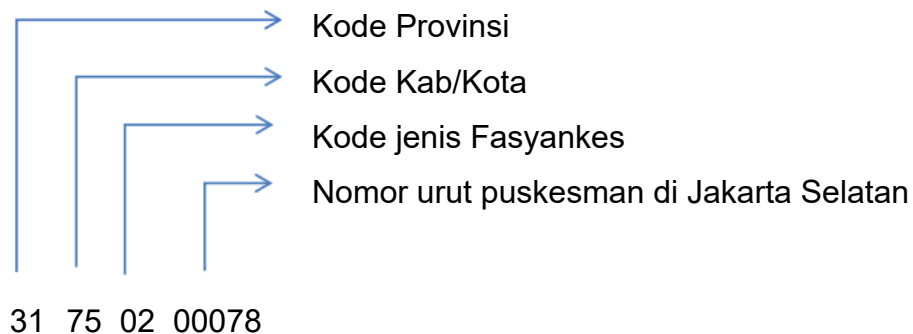 Kode Provinsi
Kode Kab/Kota
Kode jenis Fasyankes
Nomor urut puskesman di Jakarta Selatan
31 75 02 00078